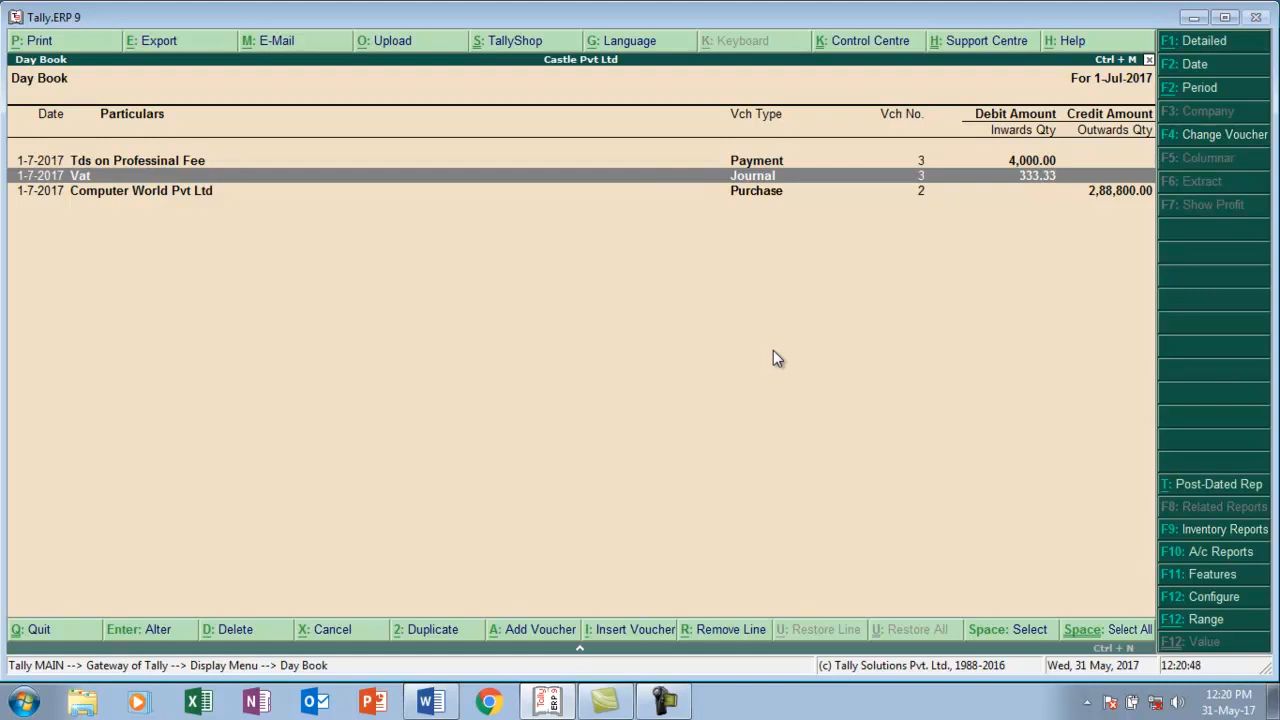 Tally.ERP 9
P: Print E: Export M: E-Mail O: Upload S: TallyShop G: Language K: Keyboard K: Control Centre H: Support Centre H: Help F1: Detailed
Day Book Castle Pvt Ltd Ctrl + M
F2: Date
Day Book For 1-Jul-2017
F2: Period
Date Particulars Vch Type Vch No. Debit Amount Credit Amount
F3: Company
Inwards Qty Outwards Qty
F4: Change Voucher
1-7-2017 Tds on Professinal Fee Payment 3 4,000.00
F5: Columnar
1-7-2017 Vat Journal 3 333.33
F6: Extract
1-7-2017 Computer World Pvt Ltd Purchase 2 2,88,800.00
F7: Show Profit
T: Post-Dated Rep
F8: Related Reports
F9: Inventory Reports
F10: A/c Reports
F11: Features
F12: Configure
F12: Range
F12: Value
Q: Quit Enter: Alter D: Delete X: Cancel 2: Duplicate A: Add Voucher I: Insert Voucher R: Remove Line U: Restore Line U: Restore All Space: Select Space: Select All
Ctrl + N
Tally MAIN --> Gateway of Tally --> Display Menu --> Day Book (c) Tally Solutions Pvt. Ltd., 1988-2016 Wed, 31 May, 2017 12:20:48
Tally ERP 9
12:20 PM
31-May-17